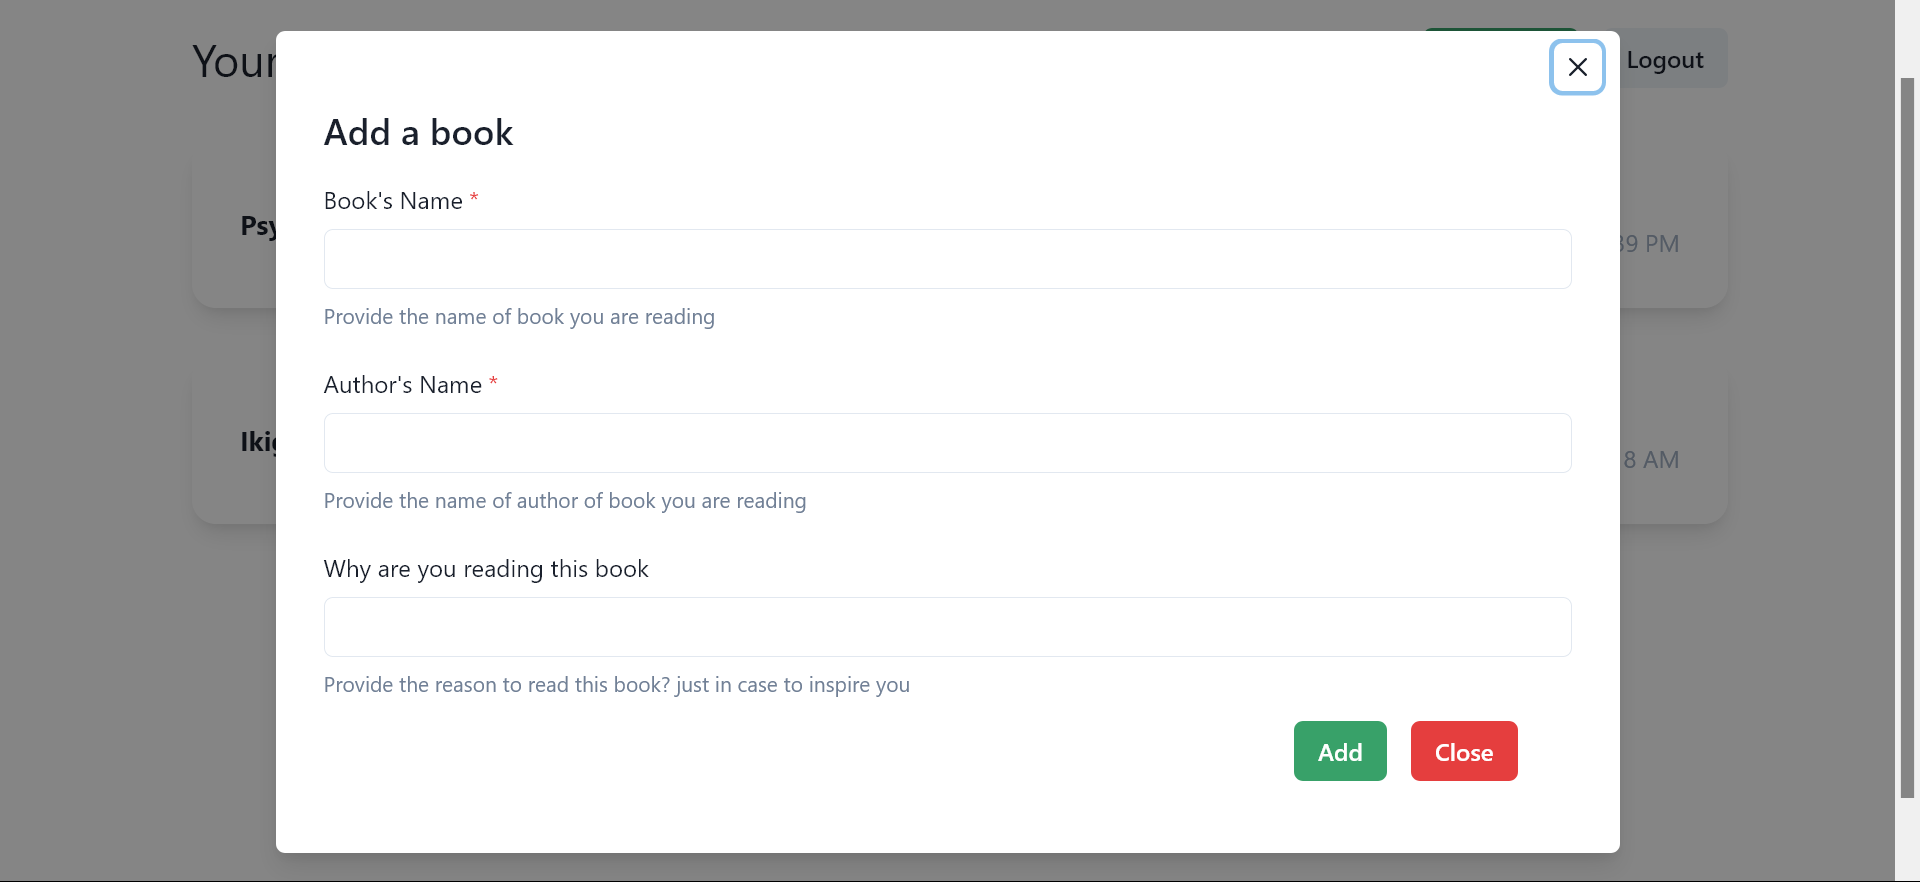 Your
Logout
Add a book
Book's Name *
Provide the name of book you are reading
39 PM
Author's Name *
Provide the name of author of book you are reading
8 AM
Why are you reading this book
Provide the reason to read this book? just in case to inspire you
Add Close